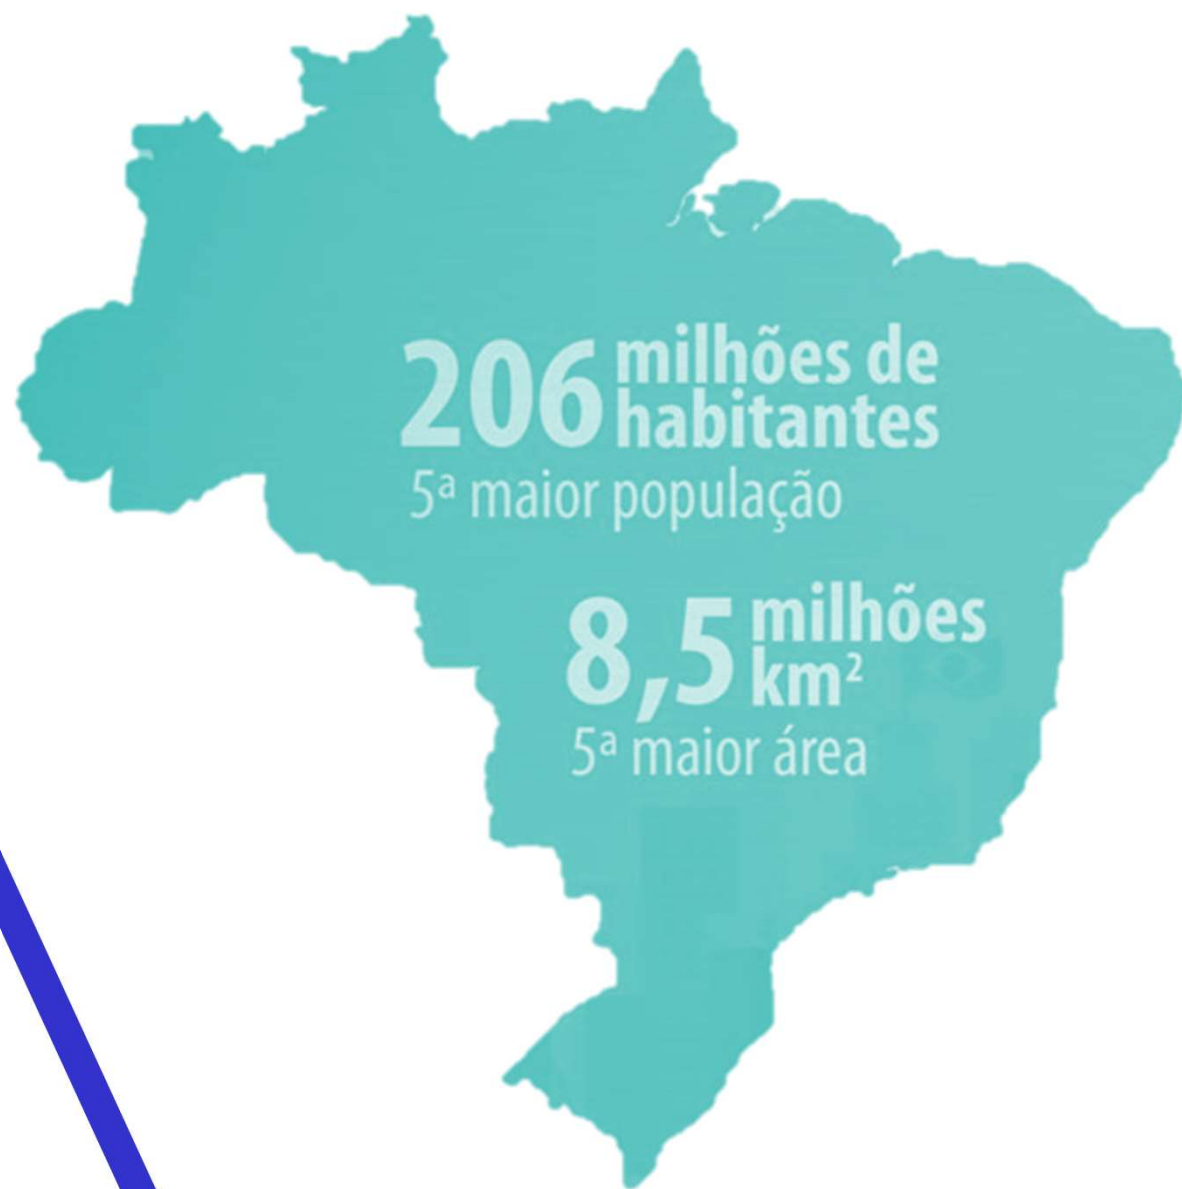 206 milhões de
habitantes
5ª maior população
8,5 milhões
km²
5ª maior área